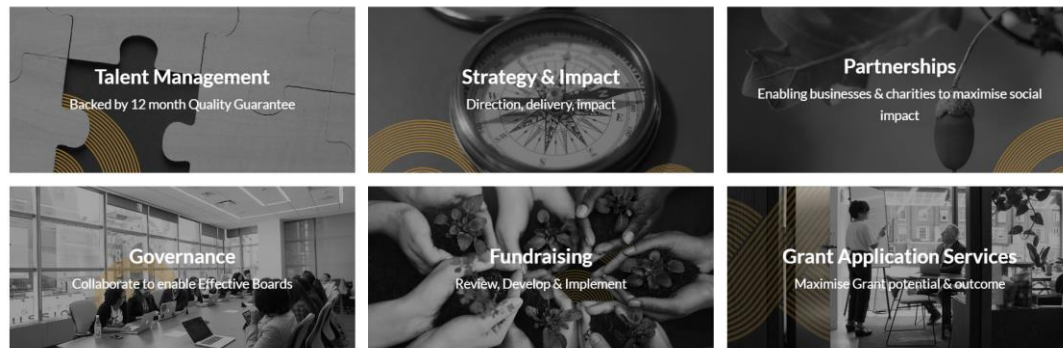 Talent Management
Backed by 12 month Quality Guarantee
Strategy & Impact
Direction, delivery, impact
Partnerships
Enabling businesses & charities to maximise social
impact
Governance
Collaborate to enable Effective Boards
Fundraising
Review, Develop & Implement
Grant Application Services
Maximise Grant potential & outcome